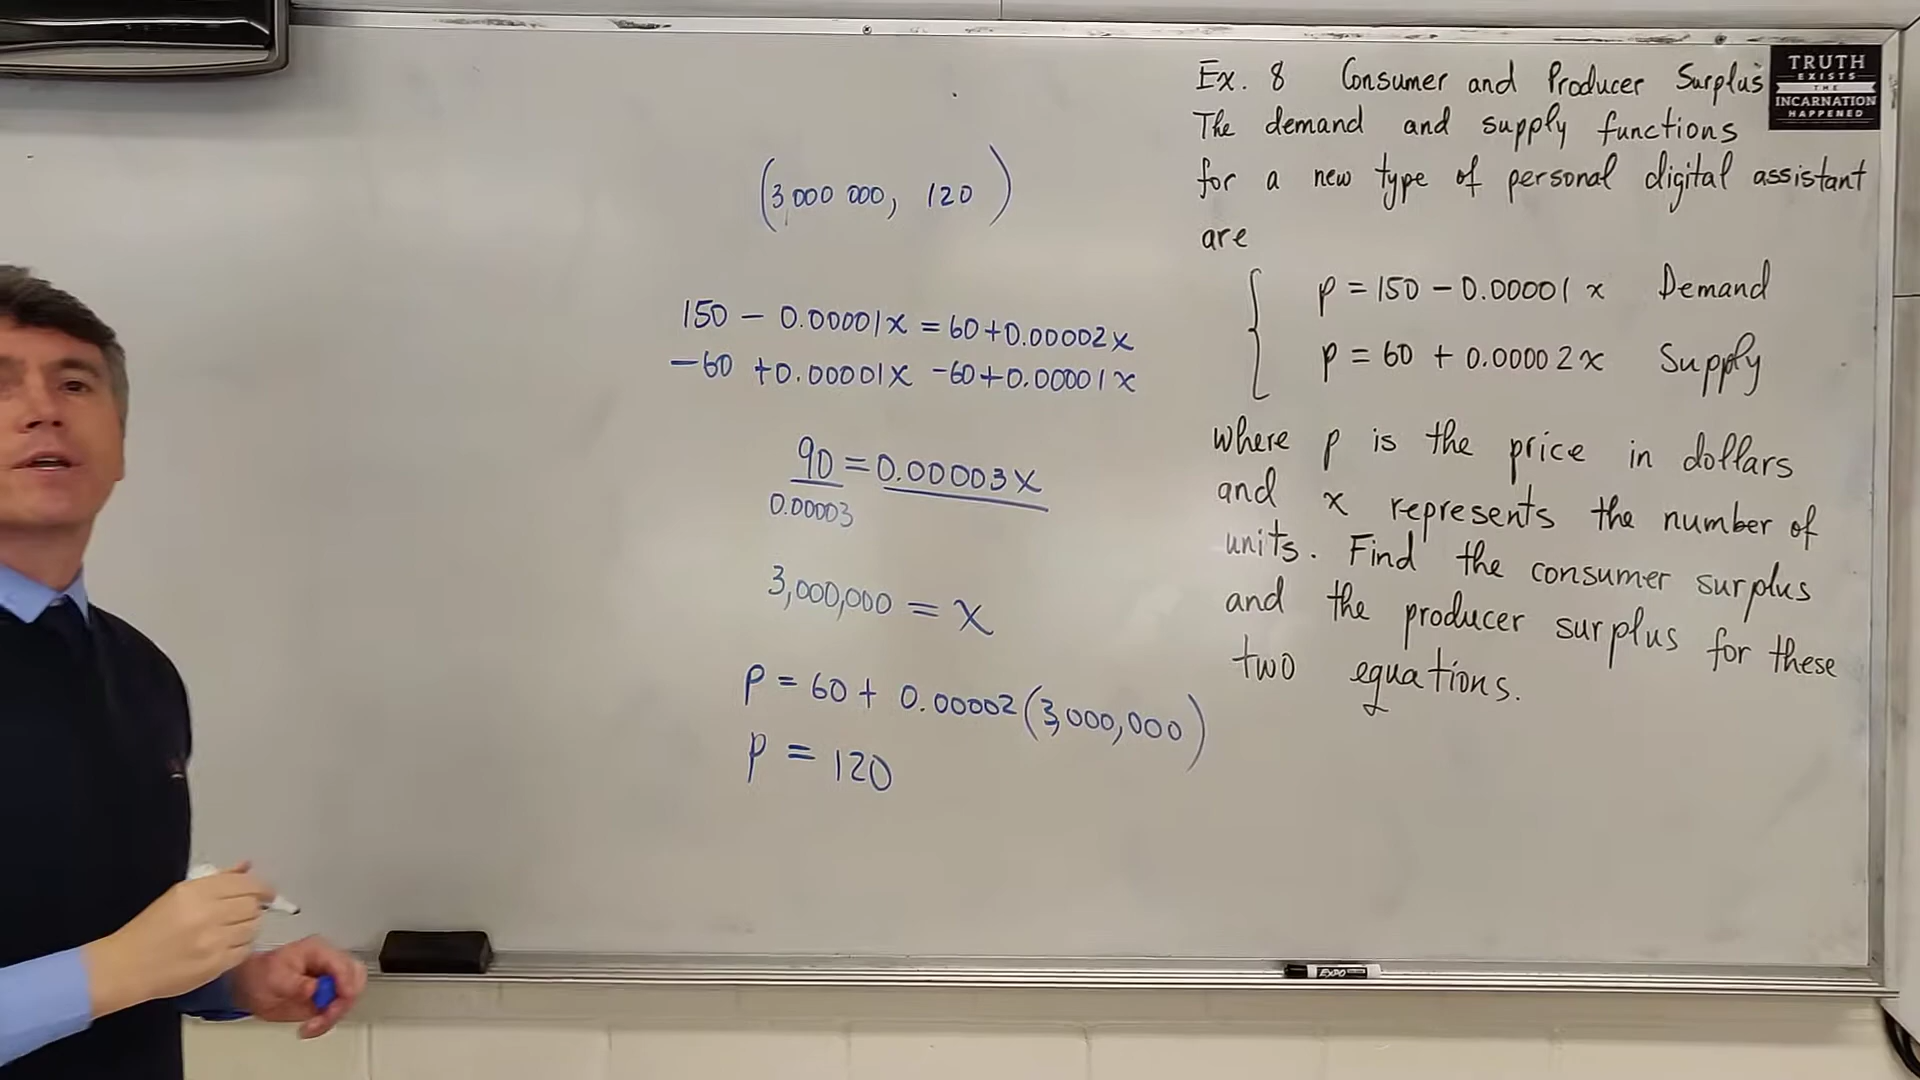 (3,000 000, 120)
150 - 0.00001x = 60+0.00002x
-60 +0.00001x -60+0.00001x
90 = 0.00003x
0.00003
3,000,000 = x
p = 60 + 0.00002(3,000,000)
p = 120
Ex. 8 Consumer and Producer Surplus
The demand and supply functions
for a new type of personal digital assistant
are
p = 150 - 0.00001x Demand
p = 60 + 0.00002x Supply
where p is the price in dollars
and x represents the number of
units. Find the consumer surplus
and the producer surplus for these
two equations.
TRUTH
EXISTS
THE
INCARNATION
HAPPENED
EXPO